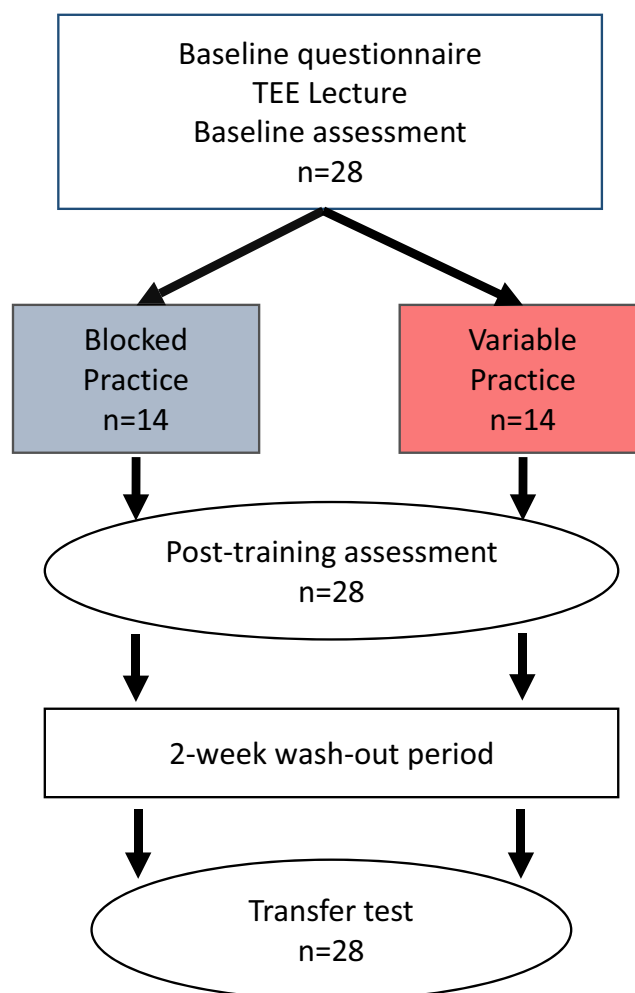 Baseline questionnaire
TEE Lecture
Baseline assessment
n=28
Blocked
Practice
n=14
Variable
Practice
n=14
Post-training assessment
n=28
2-week wash-out period
Transfer test
n=28